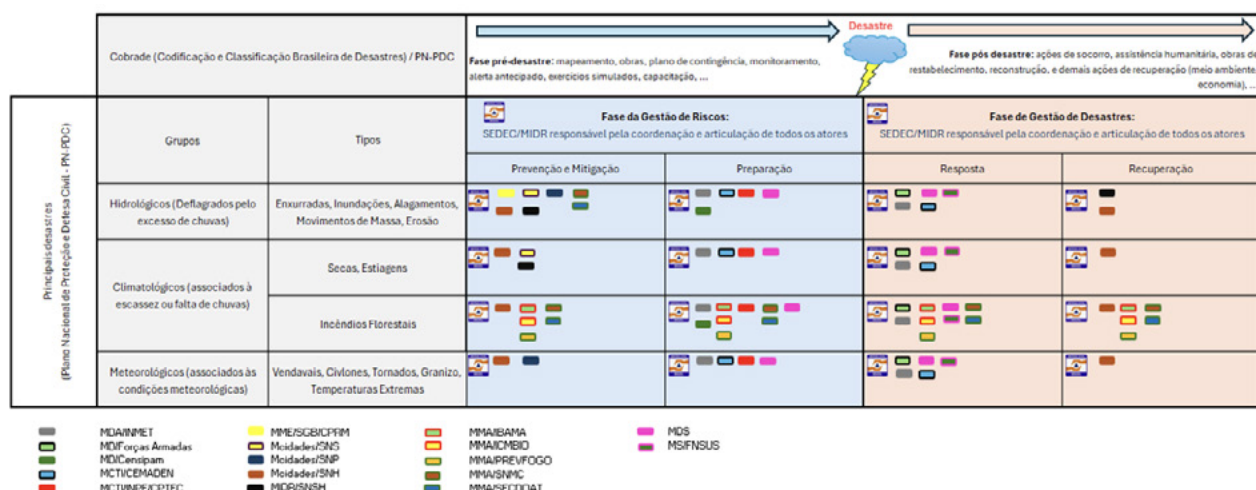 Cobrade (Codificação e Classificação Brasileira de Desastres) / PN-PDC
Desastre
Fase pré-desastre: mapeamento, obras, plano de contingência, monitoramento,
alerta antecipado, exercícios simulados, capacitação, ...
Fase pós desastre: ações de socorro, assistência humanitária, obras de
restabelecimento, reconstrução, e demais ações de recuperação (meio ambiente,
economia), ...
Principais desastres
(Plano Nacional de Proteção e Defesa Civil - PN-PDC)
Grupos
Tipos
Fase da Gestão de Riscos:
SEDEC/MIDR responsável pela coordenação e articulação de todos os atores
Fase de Gestão de Desastres:
SEDEC/MIDR responsável pela coordenação e articulação de todos os atores
Prevenção e Mitigação
Preparação
Resposta
Recuperação
Hidrológicos (Deflagrados pelo
excesso de chuvas)
Enxurradas, Inundações, Alagamentos,
Movimentos de Massa, Erosão
Climatológicos (associados à
escassez ou falta de chuvas)
Secas, Estiagens
Incêndios Florestais
Meteorológicos (associados às
condições meteorológicas)
Vendavais, Civlones, Tornados, Granizo,
Temperaturas Extremas
MDA/INMET
MD/Forças Armadas
MD/Censipam
MCTI/CEMADEN
MCTI/INPE/CPTEC
MME/SGB/CPRM
Mcidades/SNS
Mcidades/SNP
Mcidades/SNH
MIDR/SNSH
MMA/IBAMA
MMA/ICMBIO
MMA/PREVFOGO
MMA/SNMC
MMA/SECDOAT
MDS
MS/FNSUS